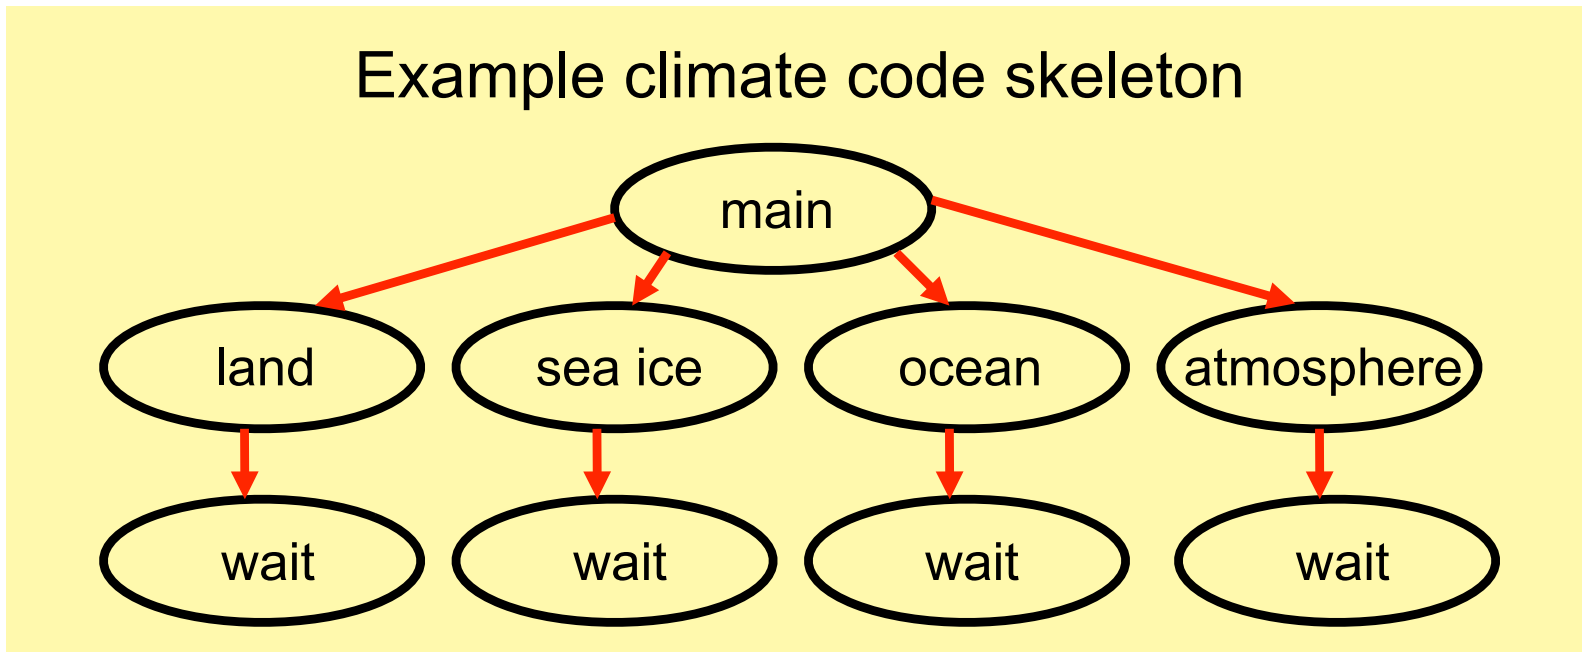 Example climate code skeleton
main
land
sea ice
ocean
atmosphere
wait
wait
wait
wait